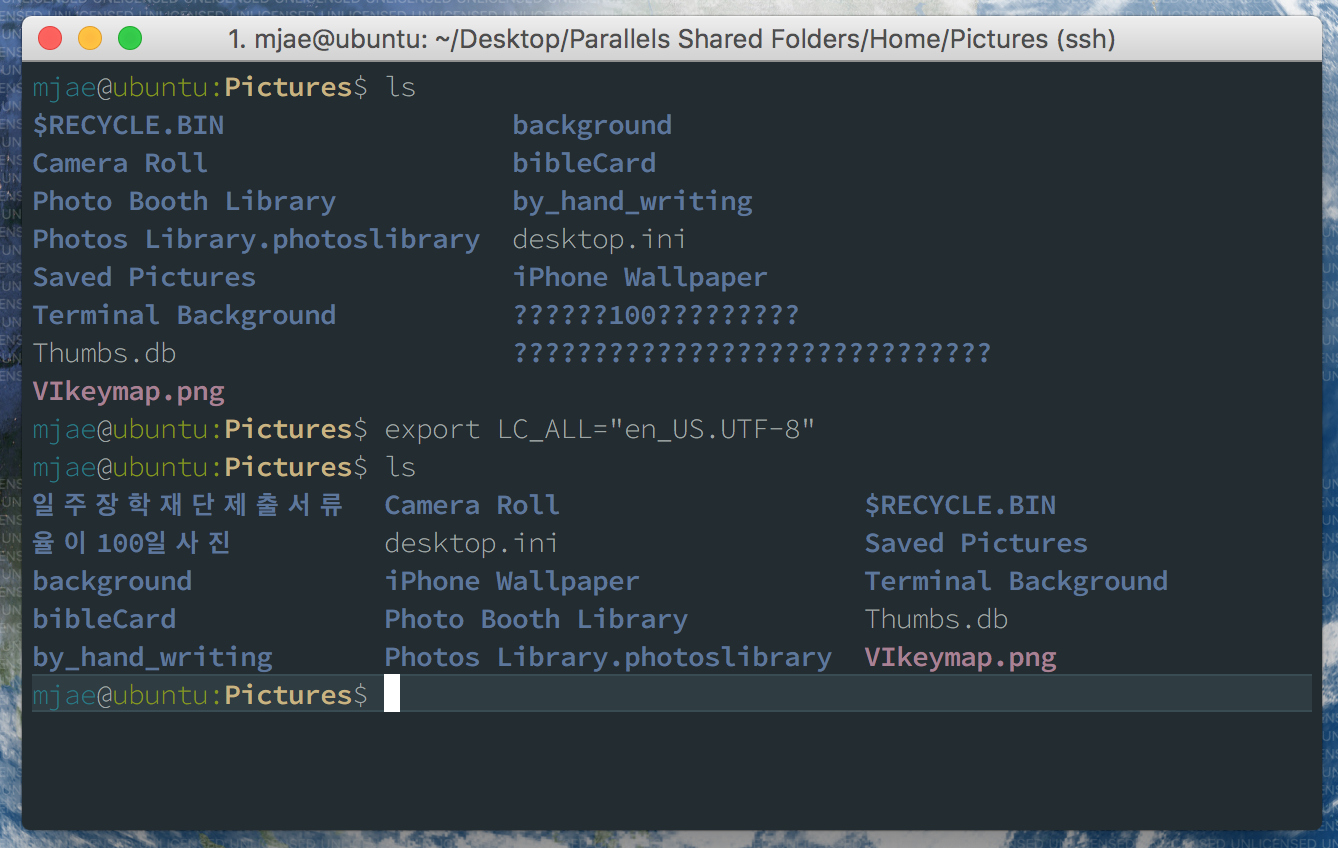 1. mjae@ubuntu: ~/Desktop/Parallels Shared Folders/Home/Pictures (ssh)
mjae@ubuntu:Pictures$ ls
$RECYCLE.BIN background
Camera Roll bibleCard
Photo Booth Library by_hand_writing
Photos Library.photoslibrary desktop.ini
Saved Pictures iPhone Wallpaper
Terminal Background ??????100?????????
Thumbs.db ??????????????????????????????
VIkeymap.png
mjae@ubuntu:Pictures$ export LC_ALL="en_US.UTF-8"
mjae@ubuntu:Pictures$ ls
일주장학재단제출서류 Camera Roll $RECYCLE.BIN
율이100일사진 desktop.ini Saved Pictures
background iPhone Wallpaper Terminal Background
bibleCard Photo Booth Library Thumbs.db
by_hand_writing Photos Library.photoslibrary VIkeymap.png
mjae@ubuntu:Pictures$